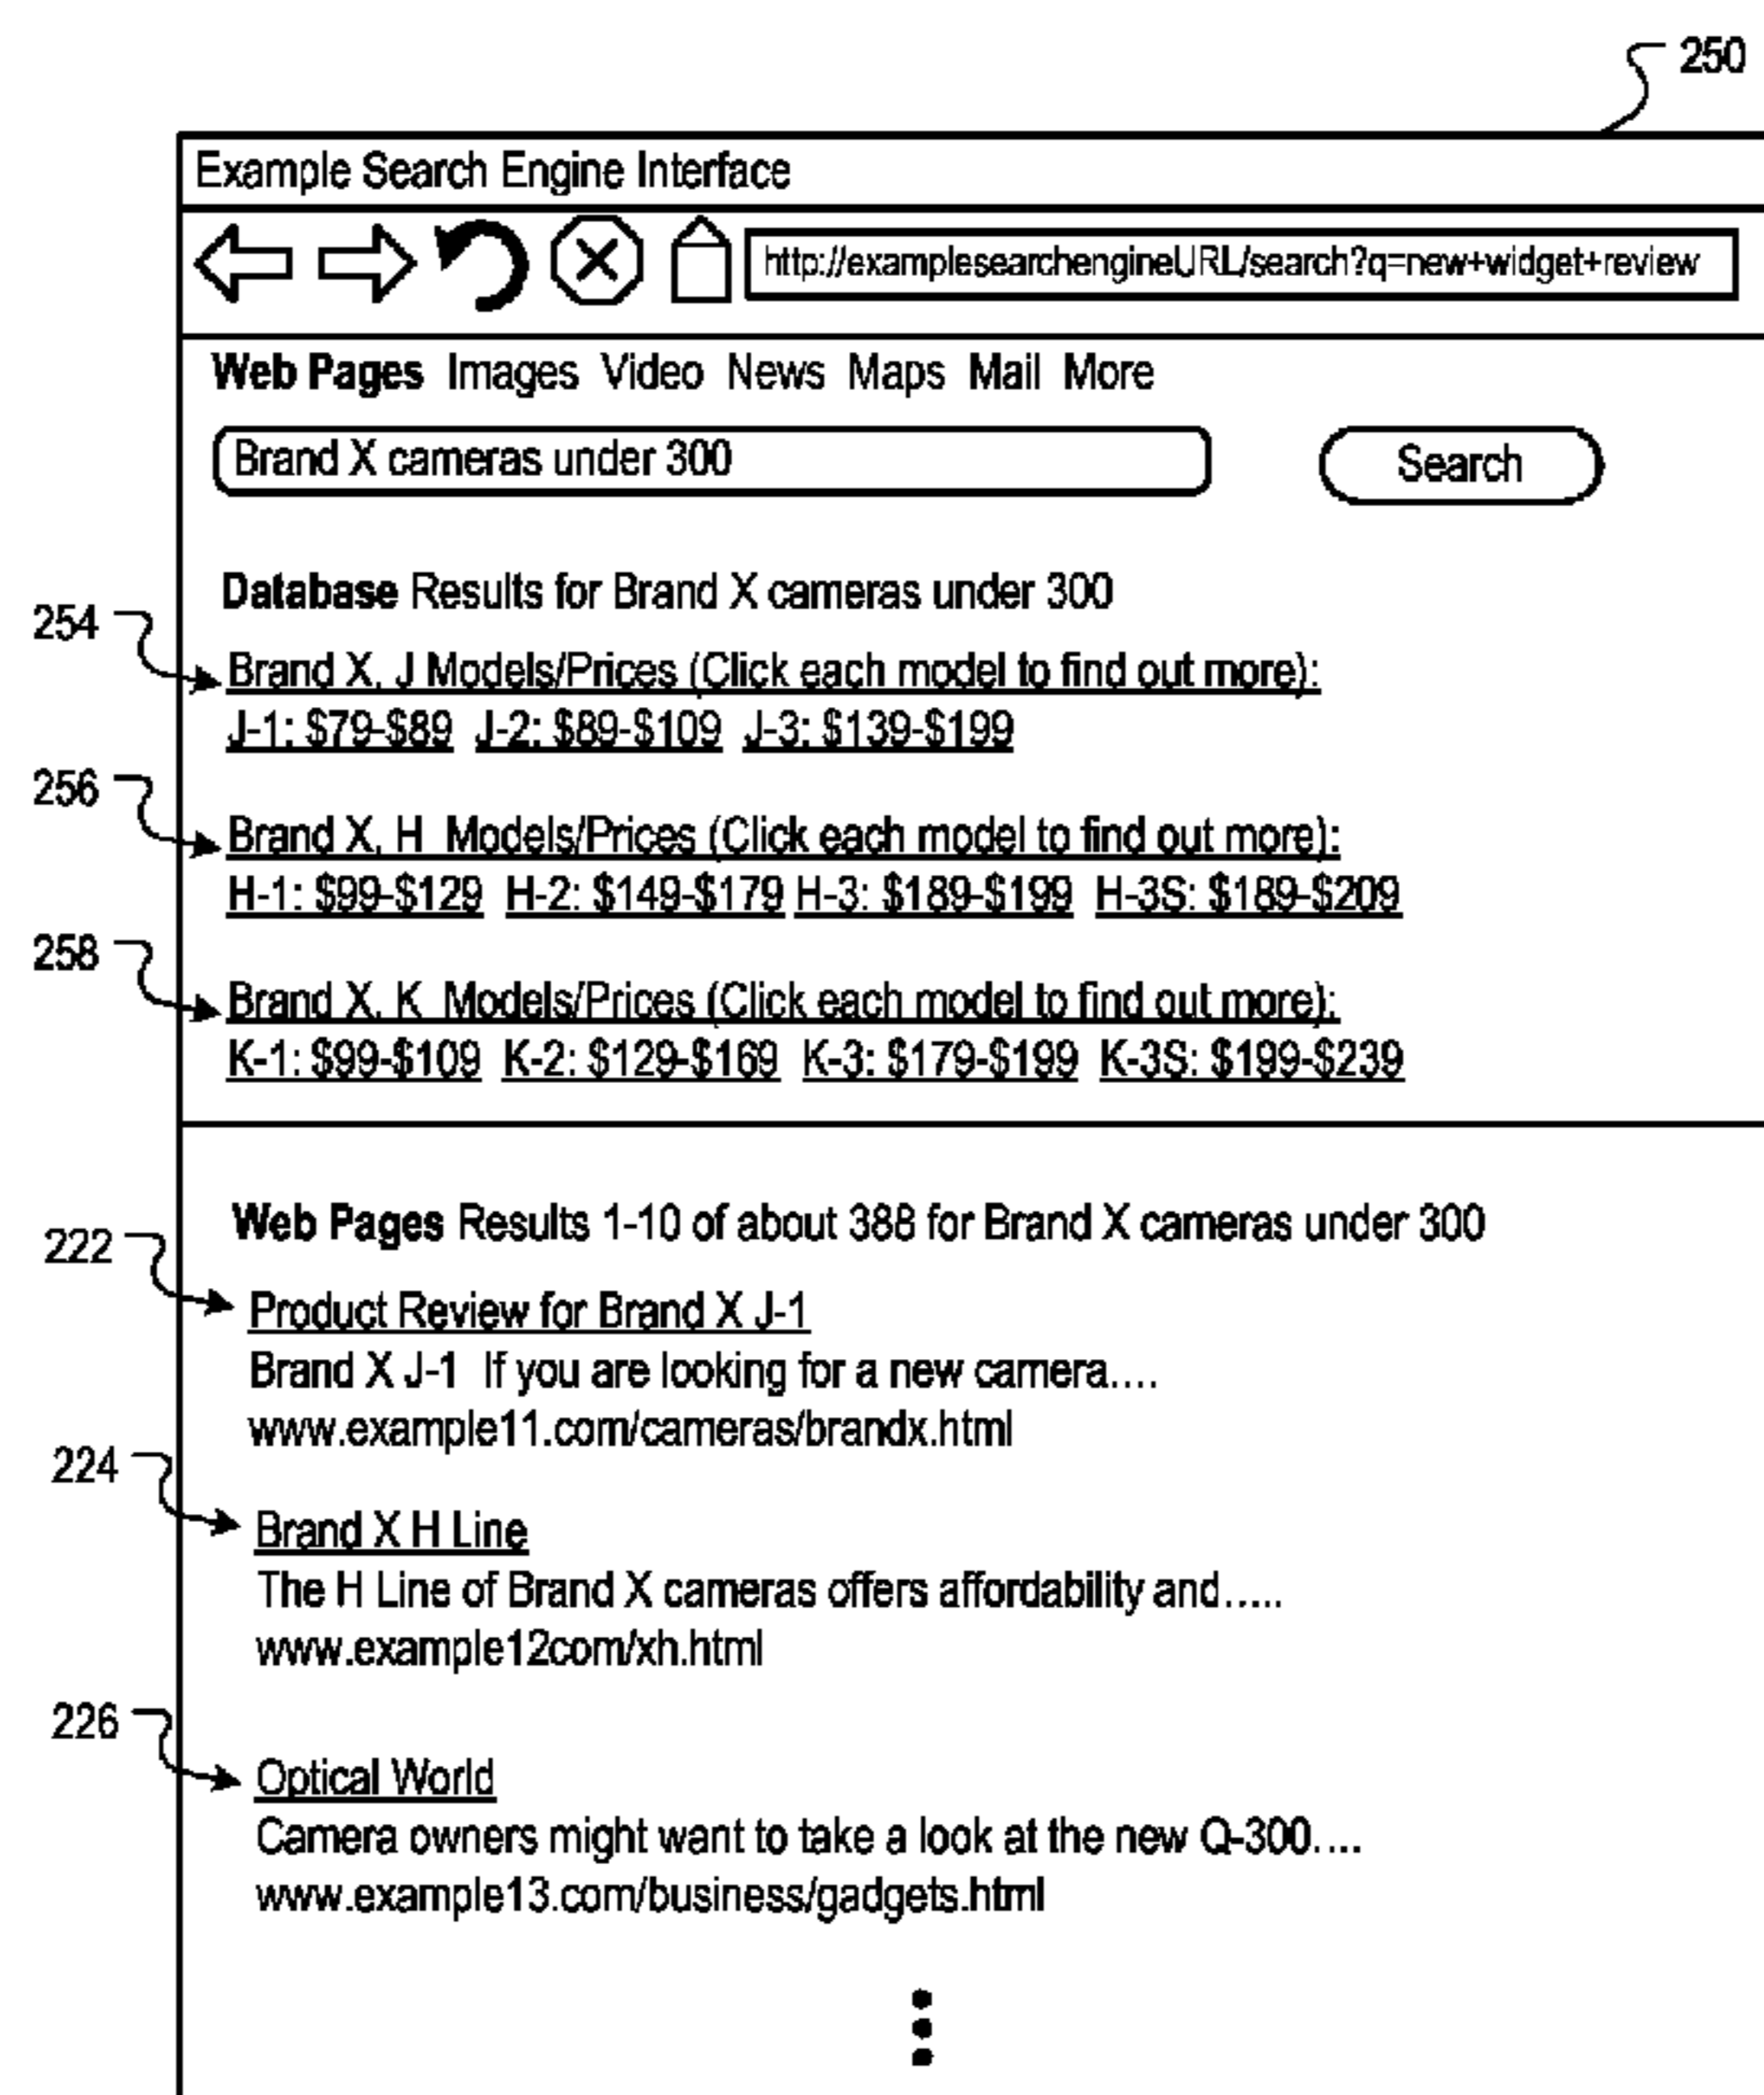 250
Example Search Engine Interface
http://examplesearchengineURL/search?q=new+widget+review
Web Pages Images Video News Maps Mail More
Brand X cameras under 300 Search
Database Results for Brand X cameras under 300
254
Brand X, J Models/Prices (Click each model to find out more):
J-1: $79-$89 J-2: $89-$109 J-3: $139-$199
256
Brand X, H Models/Prices (Click each model to find out more):
H-1: $99-$129 H-2: $149-$179 H-3: $189-$199 H-3S: $189-$209
258
Brand X, K Models/Prices (Click each model to find out more):
K-1: $99-$109 K-2: $129-$169 K-3: $179-$199 K-3S: $199-$239
Web Pages Results 1-10 of about 388 for Brand X cameras under 300
222
Product Review for Brand X J-1
Brand X J-1 If you are looking for a new camera....
www.example11.com/cameras/brandx.html
224
Brand X H Line
The H Line of Brand X cameras offers affordability and.....
www.example12com/xh.html
226
Optical World
Camera owners might want to take a look at the new Q-300....
www.example13.com/business/gadgets.html